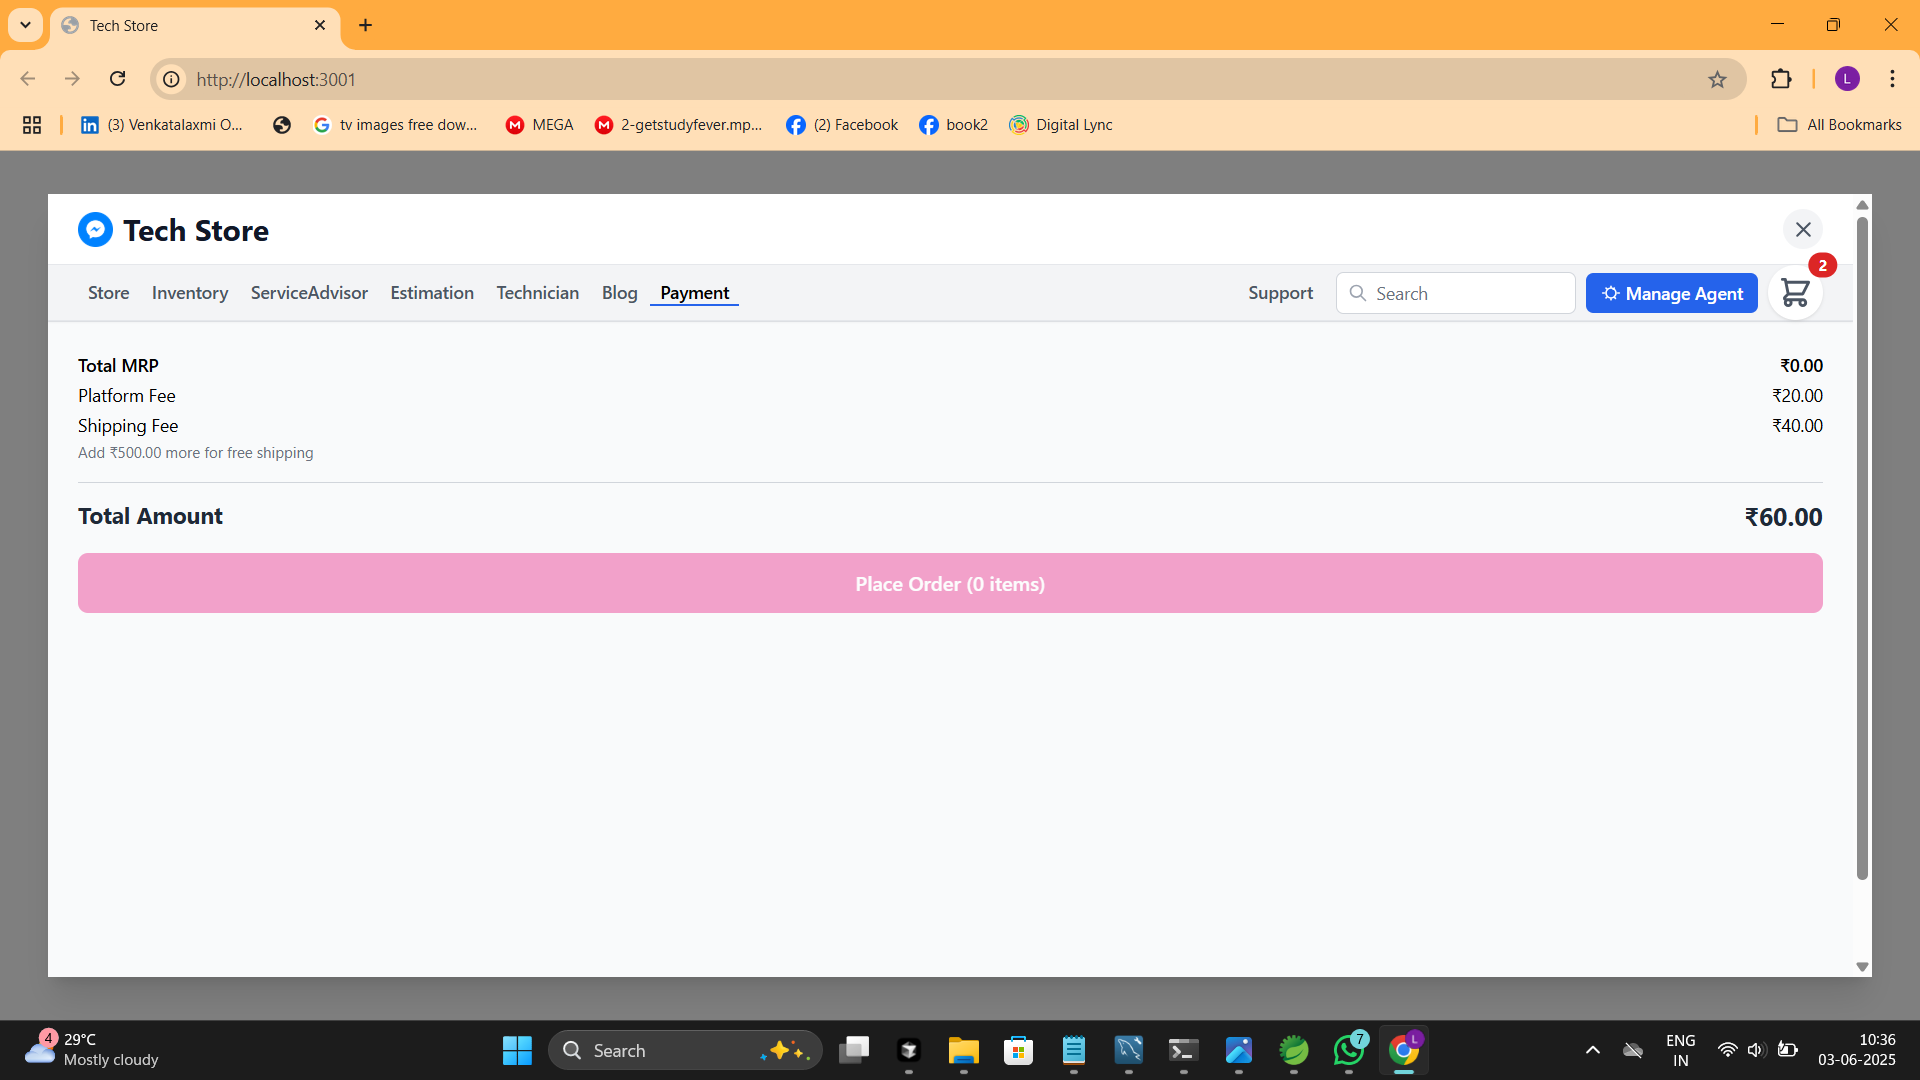 Tech Store
http://localhost:3001
L
(3) Venkatalaxmi O...
tv images free dow...
MEGA
2-getstudyfever.mp...
(2) Facebook
book2
Digital Lync
All Bookmarks
Tech Store
2
Store Inventory ServiceAdvisor Estimation Technician Blog Payment Support Search Manage Agent
Total MRP ₹0.00
Platform Fee ₹20.00
Shipping Fee ₹40.00
Add ₹500.00 more for free shipping
Total Amount ₹60.00
Place Order (0 items)
4
29°C
Mostly cloudy
Search
7
L
ENG
IN
10:36
03-06-2025